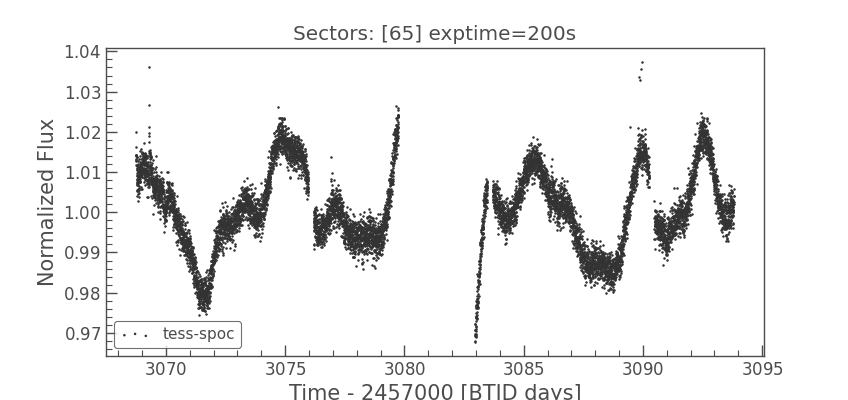 Sectors: [65] exptime=200s
1.04
1.03
1.02
1.01
1.00
0.99
0.98
0.97
Normalized Flux
tess-spoc
3070 3075 3080 3085 3090 3095
Time - 2457000 [BTJD days]